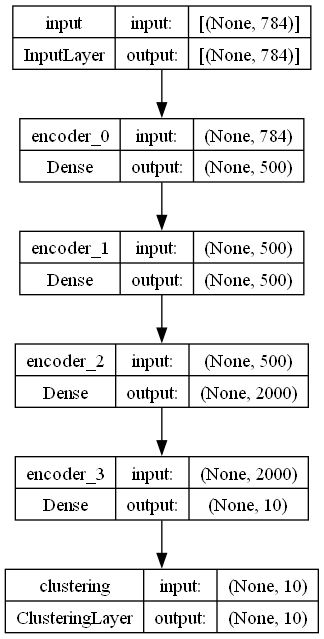 input input: [(None, 784)]
InputLayer output: [(None, 784)]
encoder_0 input: (None, 784)
Dense output: (None, 500)
encoder_1 input: (None, 500)
Dense output: (None, 500)
encoder_2 input: (None, 500)
Dense output: (None, 2000)
encoder_3 input: (None, 2000)
Dense output: (None, 10)
clustering input: (None, 10)
ClusteringLayer output: (None, 10)